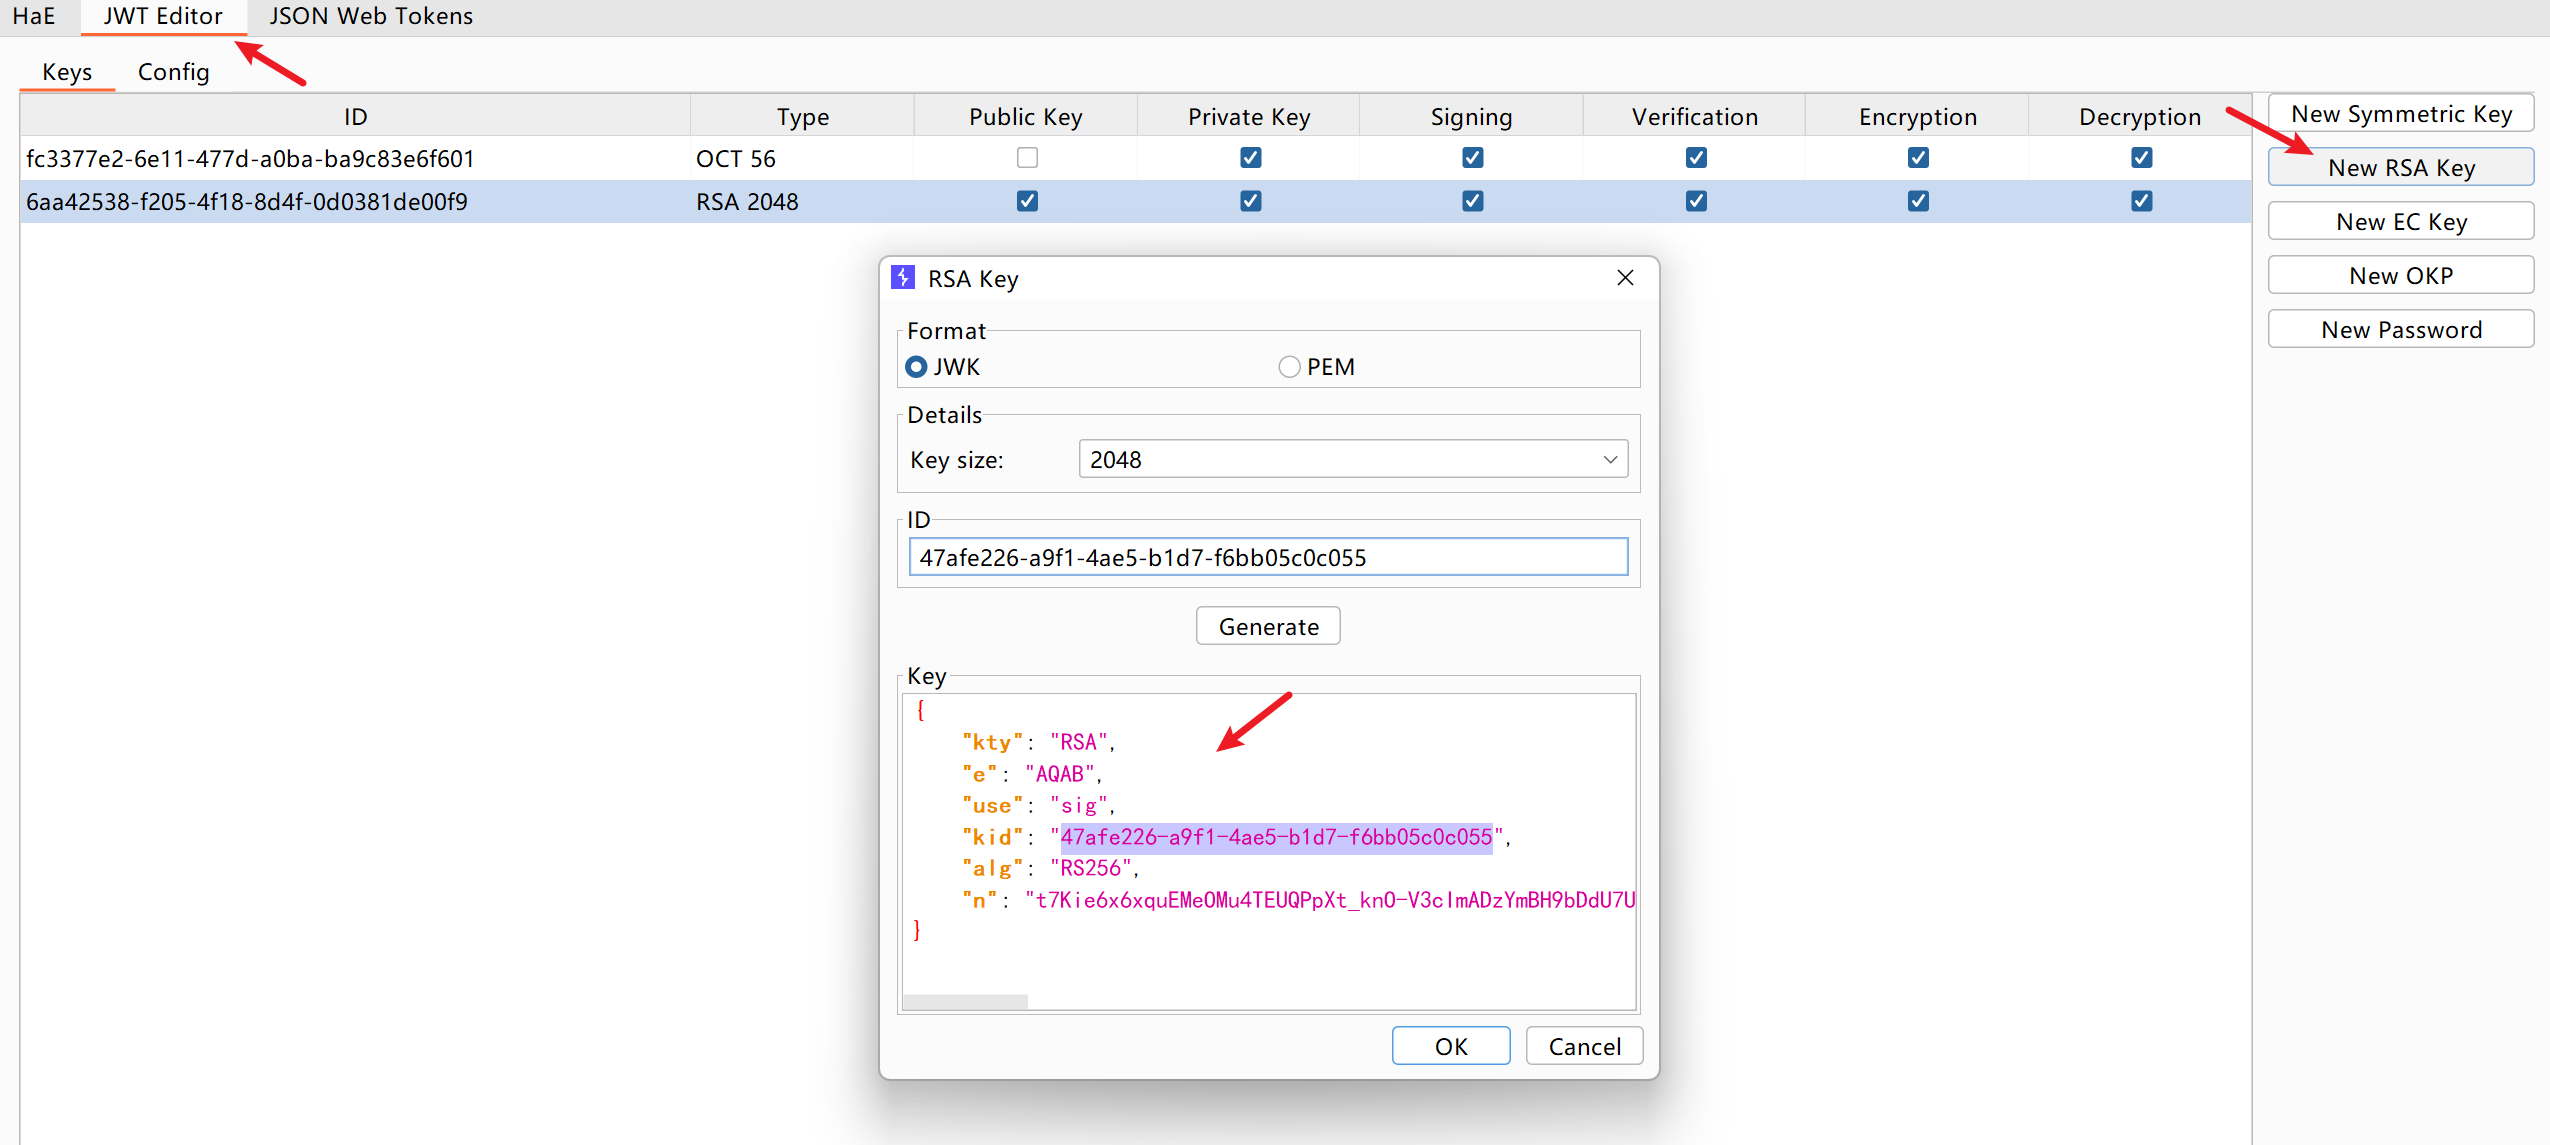 HaE JWT Editor JSON Web Tokens
Keys Config
ID Type Public Key Private Key Signing Verification Encryption Decryption
fc3377e2-6e11-477d-a0ba-ba9c83e6f601 OCT 56
6aa42538-f205-4f18-8d4f-0d0381de00f9 RSA 2048
New Symmetric Key
New RSA Key
New EC Key
New OKP
New Password
RSA Key
Format
JWK PEM
Details
Key size: 2048
ID
47afe226-a9f1-4ae5-b1d7-f6bb05c0c055
Generate
Key
{
"kty": "RSA",
"e": "AQAB",
"use": "sig",
"kid": "47afe226-a9f1-4ae5-b1d7-f6bb05c0c055",
"alg": "RS256",
"n": "t7Kie6x6xquEMeOMu4TEUQPpXt_knO-V3cImADzYmBH9bDdU7U
}
OK Cancel